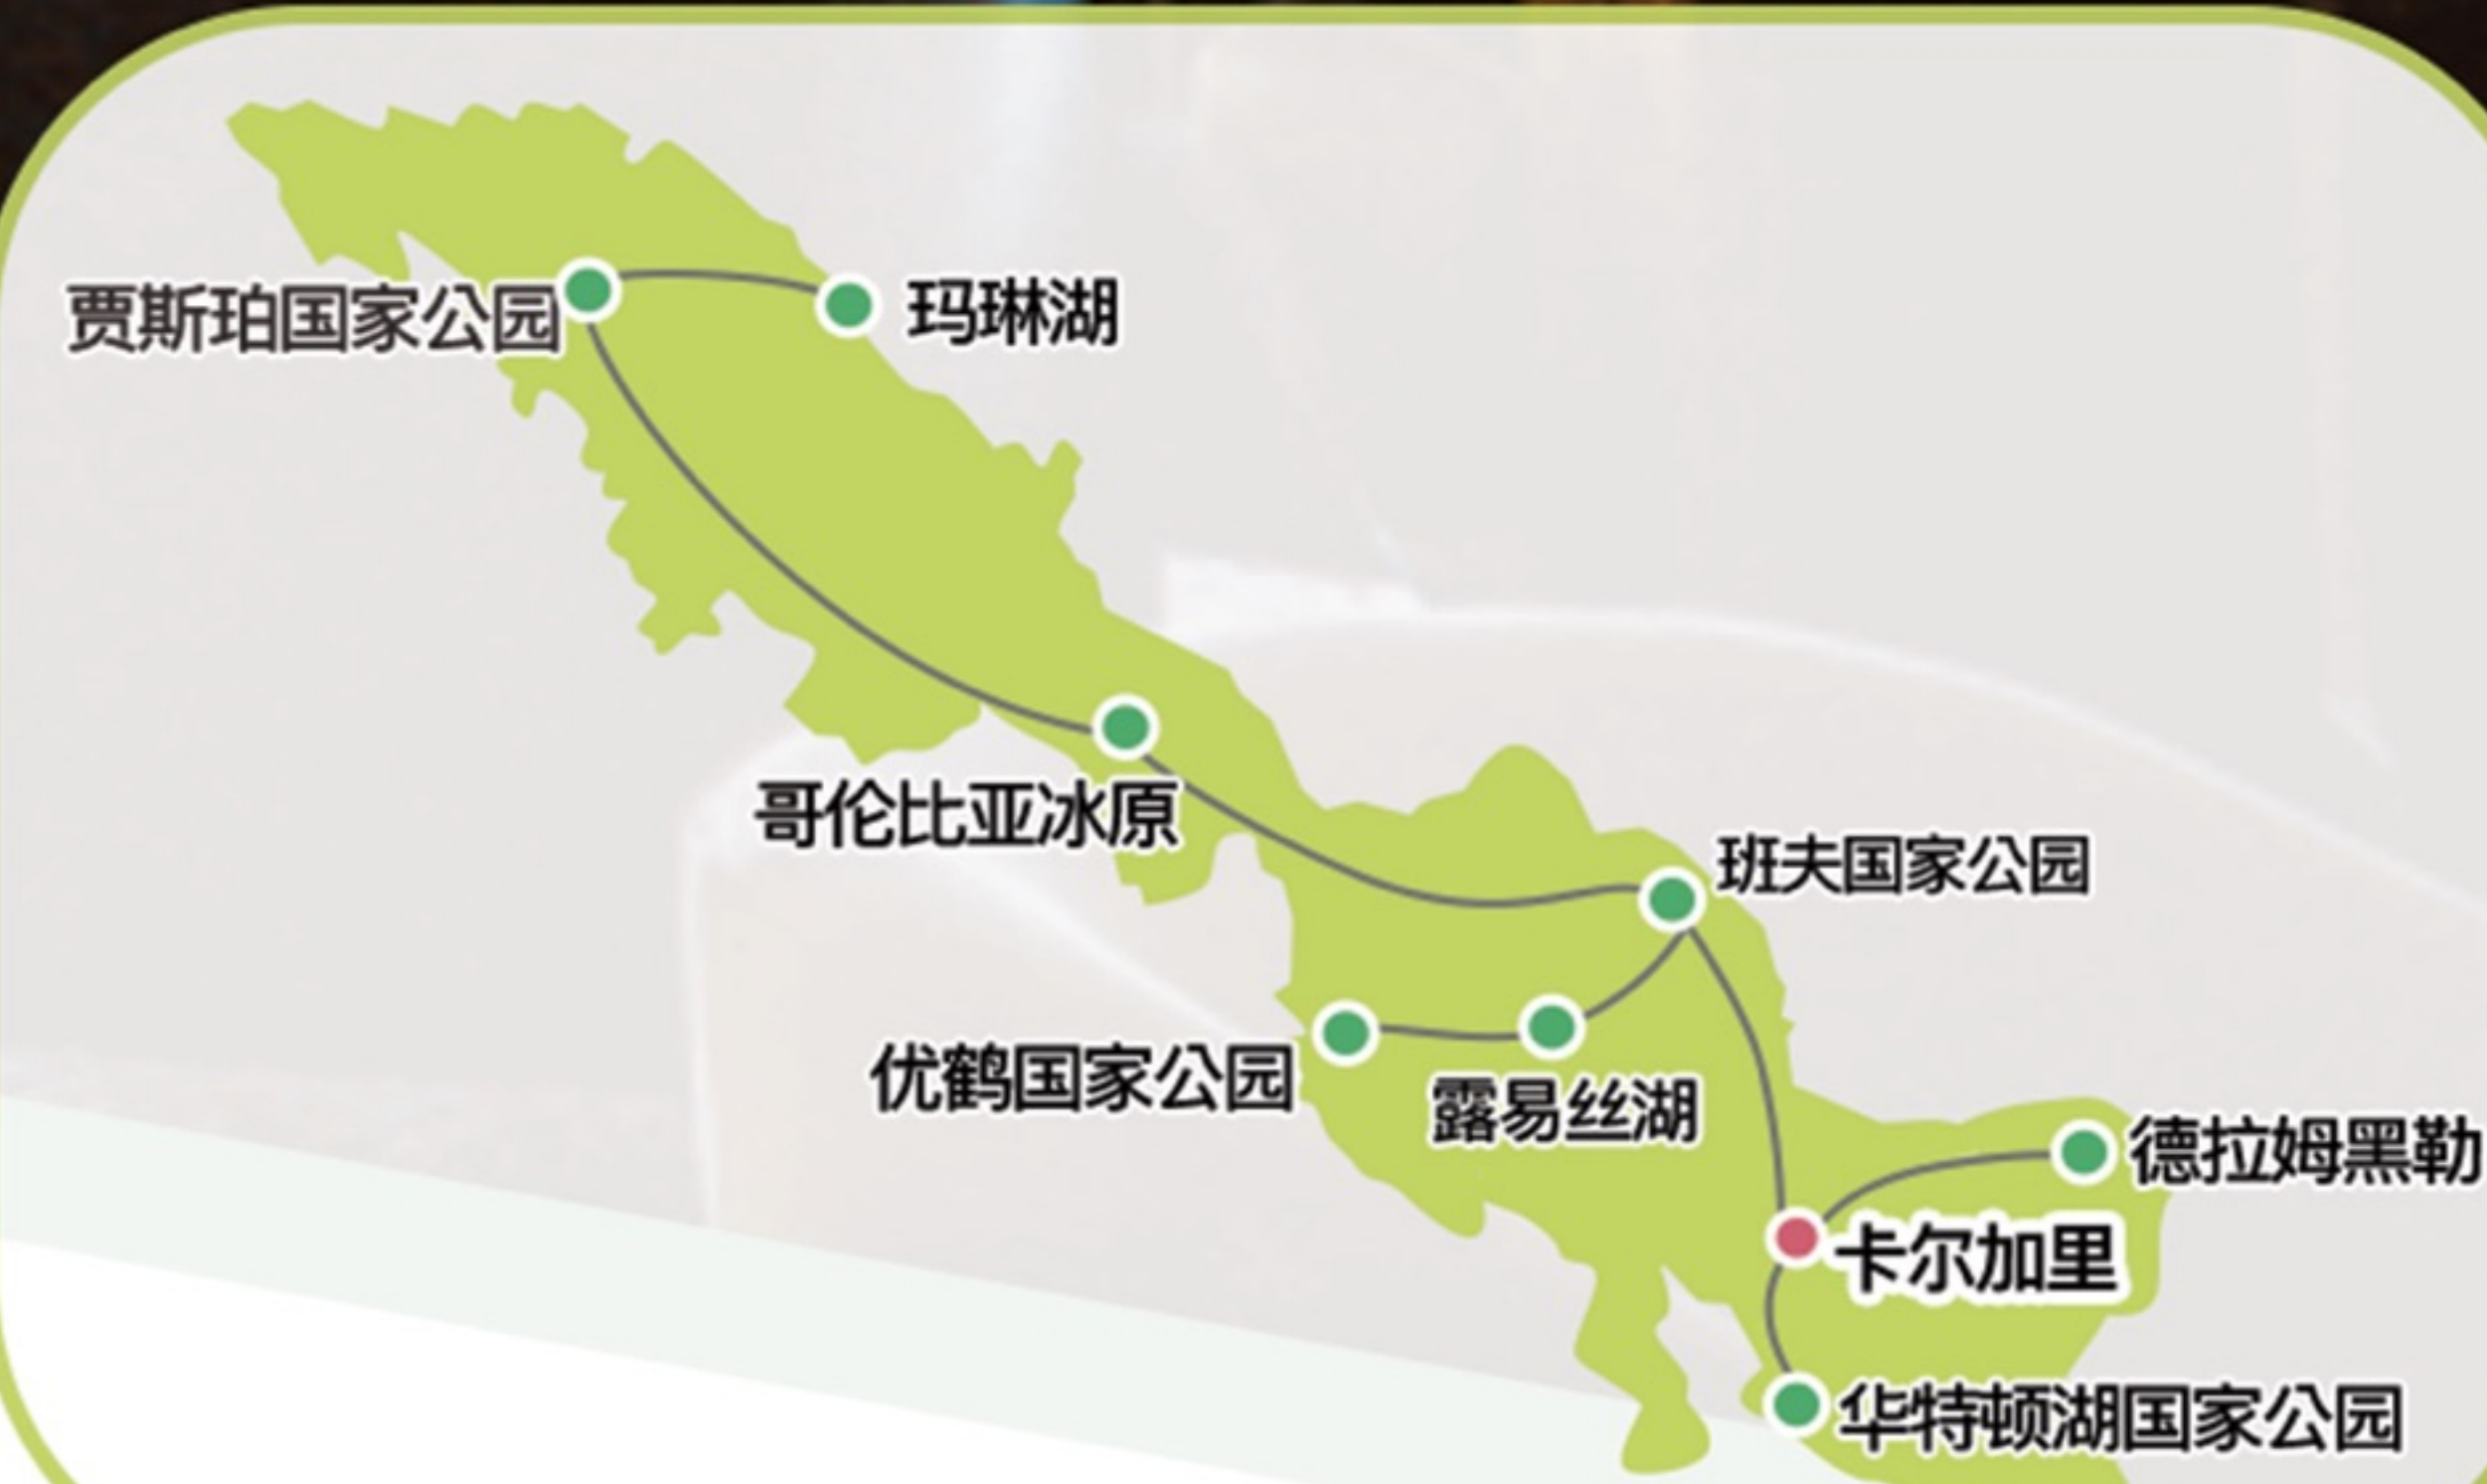 贾斯珀国家公园
玛琳湖
哥伦比亚冰原
班夫国家公园
优鹤国家公园
露易丝湖
德拉姆黑勒
卡尔加里
华特顿湖国家公园